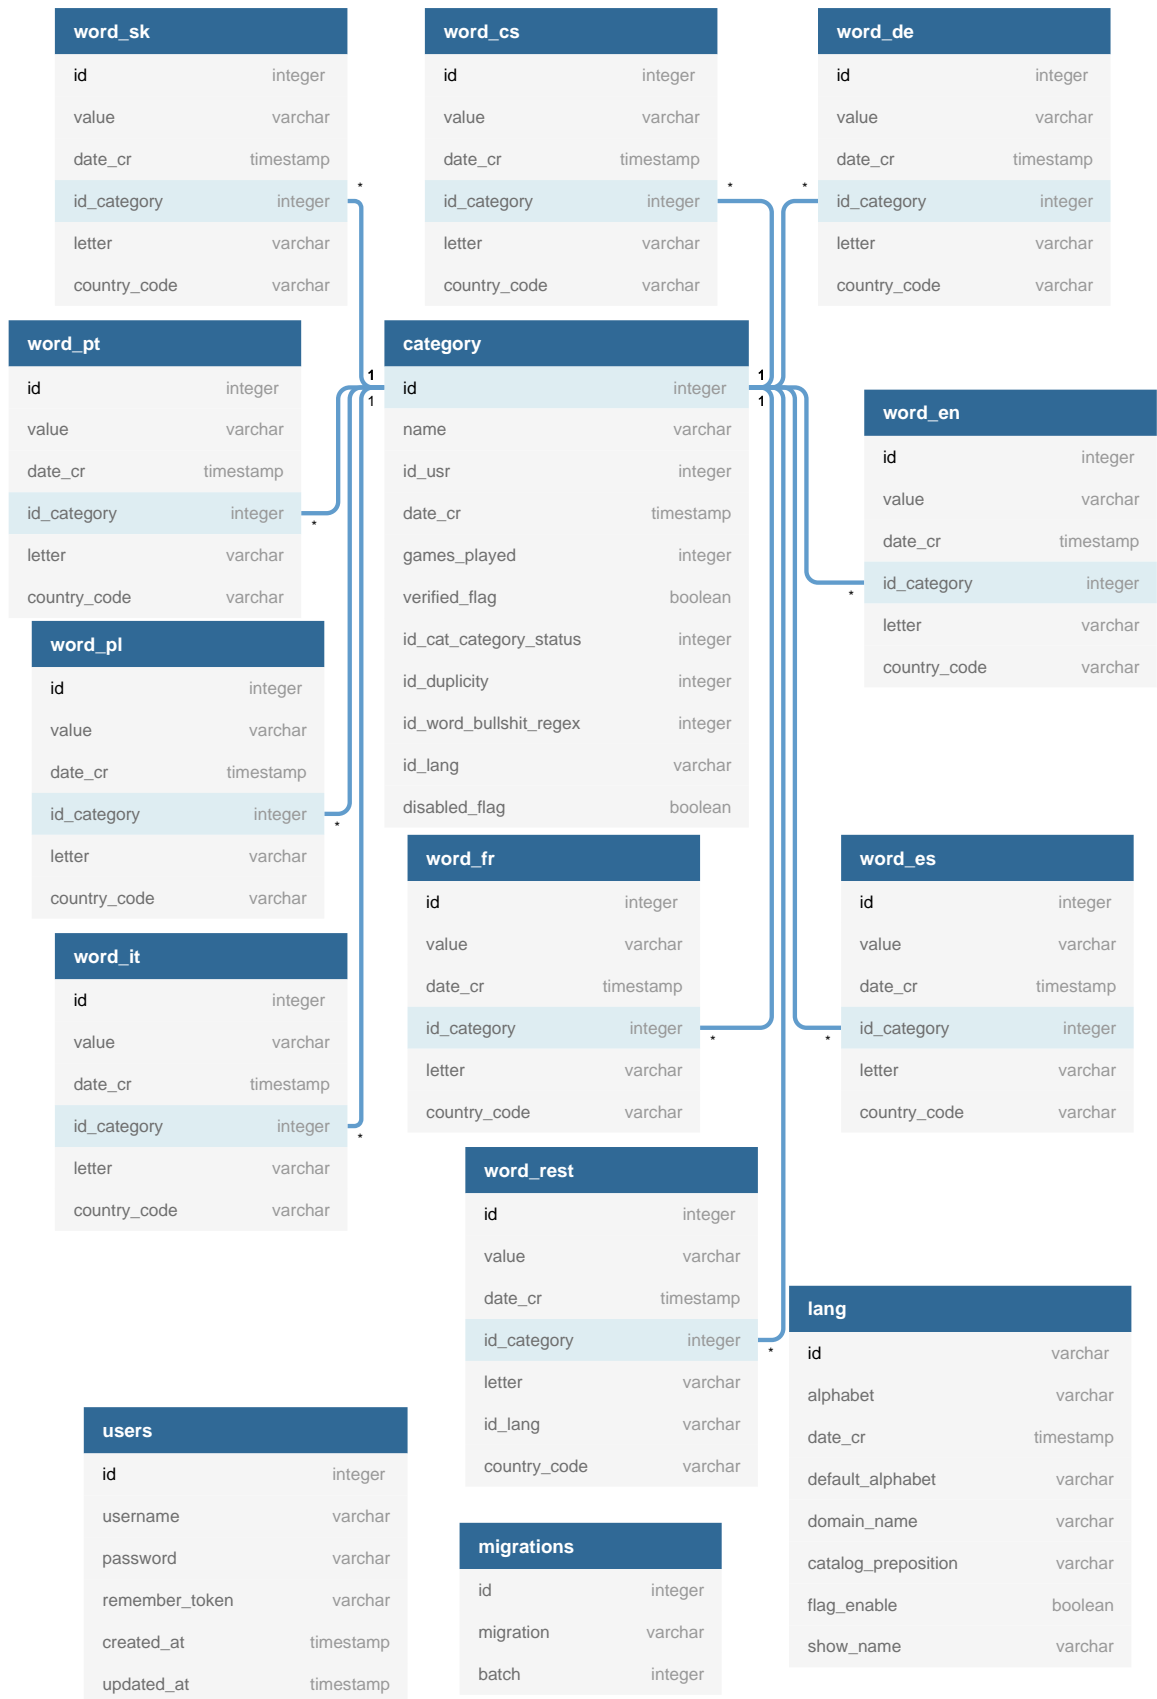 word_sk
id integer
value varchar
date_cr timestamp
id_category integer
letter varchar
country_code varchar
*
word_cs
id integer
value varchar
date_cr timestamp
id_category integer
letter varchar
country_code varchar
*
word_de
id integer
value varchar
date_cr timestamp
id_category integer
letter varchar
country_code varchar
*
word_pt
id integer
value varchar
date_cr timestamp
id_category integer
letter varchar
country_code varchar
*
1
1
category
id integer
name varchar
id_usr integer
date_cr timestamp
games_played integer
verified_flag boolean
id_cat_category_status integer
id_duplicity integer
id_word_bullshit_regex integer
id_lang varchar
disabled_flag boolean
1
1
word_en
id integer
value varchar
date_cr timestamp
id_category integer
letter varchar
country_code varchar
*
word_pl
id integer
value varchar
date_cr timestamp
id_category integer
letter varchar
country_code varchar
*
word_fr
id integer
value varchar
date_cr timestamp
id_category integer
letter varchar
country_code varchar
*
word_es
id integer
value varchar
date_cr timestamp
id_category integer
letter varchar
country_code varchar
*
word_it
id integer
value varchar
date_cr timestamp
id_category integer
letter varchar
country_code varchar
*
word_rest
id integer
value varchar
date_cr timestamp
id_category integer
letter varchar
id_lang varchar
country_code varchar
*
lang
id varchar
alphabet varchar
date_cr timestamp
default_alphabet varchar
domain_name varchar
catalog_preposition varchar
flag_enable boolean
show_name varchar
users
id integer
username varchar
password varchar
remember_token varchar
created_at timestamp
updated_at timestamp
migrations
id integer
migration varchar
batch integer